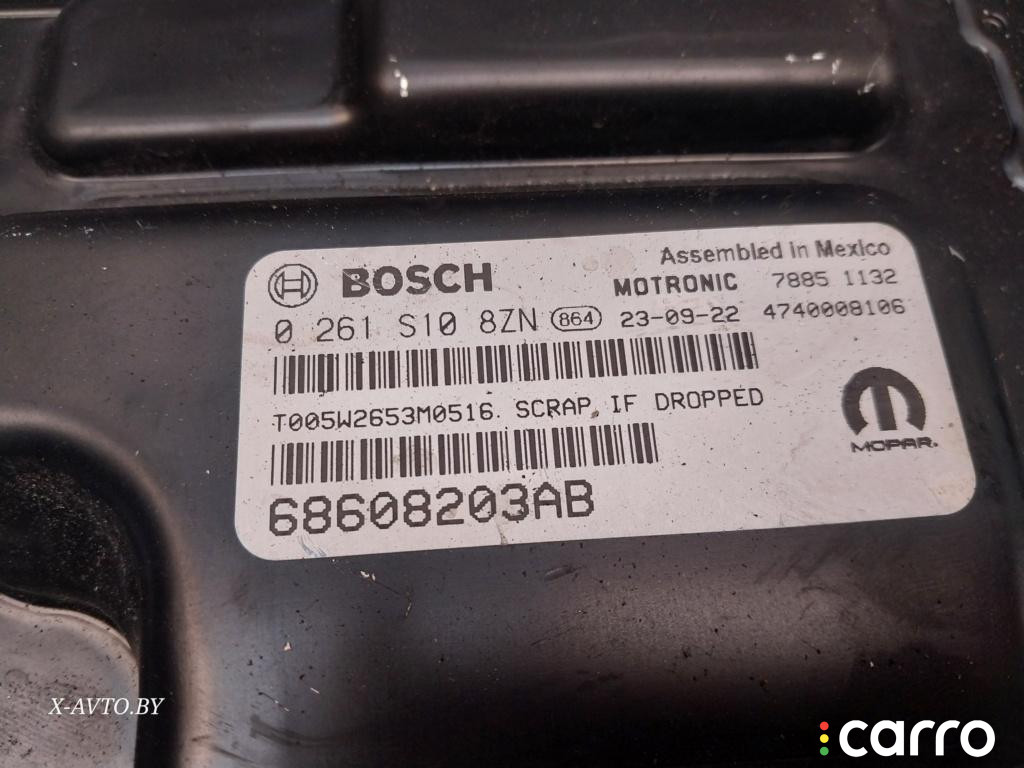 Assembled in Mexico
BOSCH
MOTRONIC 7885 1132
0 261 S10 8ZN 864 23-09-22 4740008106
T005W2653M0516. SCRAP IF DROPPED
MOPAR.
68608203AB
X-AVTO.BY
carro